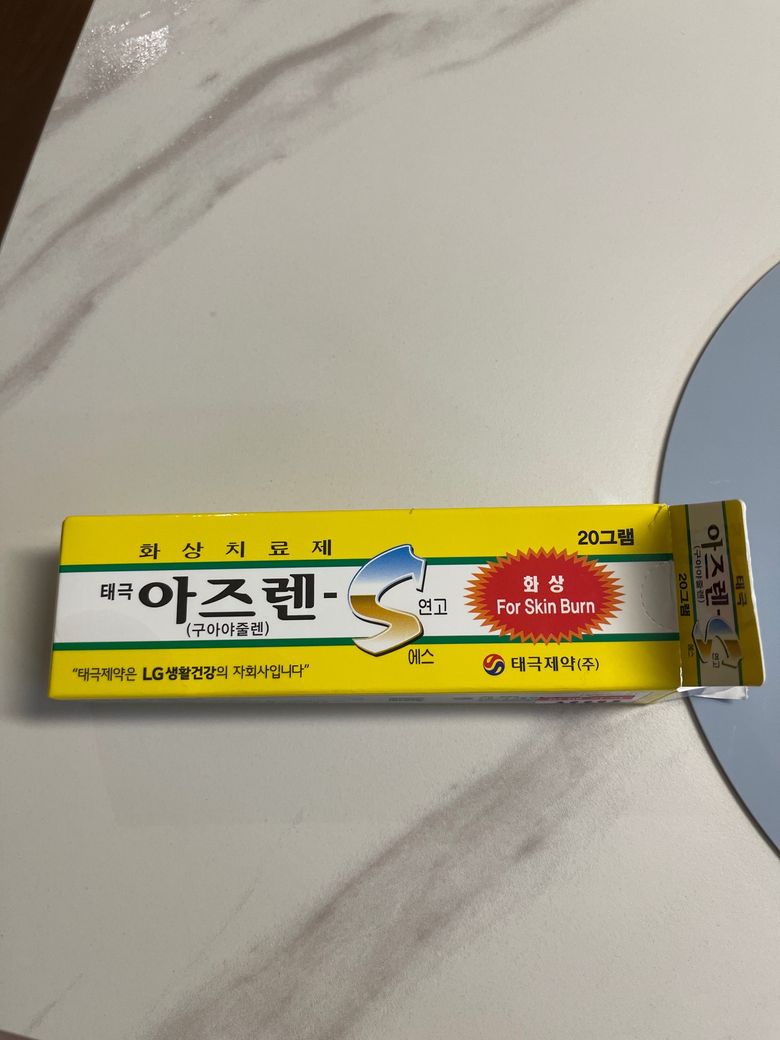 화상치료제
20그램
태극 아즈렌-S 연고
(구아야줄렌)
에스
화상
For Skin Burn
"태극제약은 LG생활건강의 자회사입니다"
태극제약(주)
태극
아즈렌-S 연고
(구아야줄렌)
에스
20그램